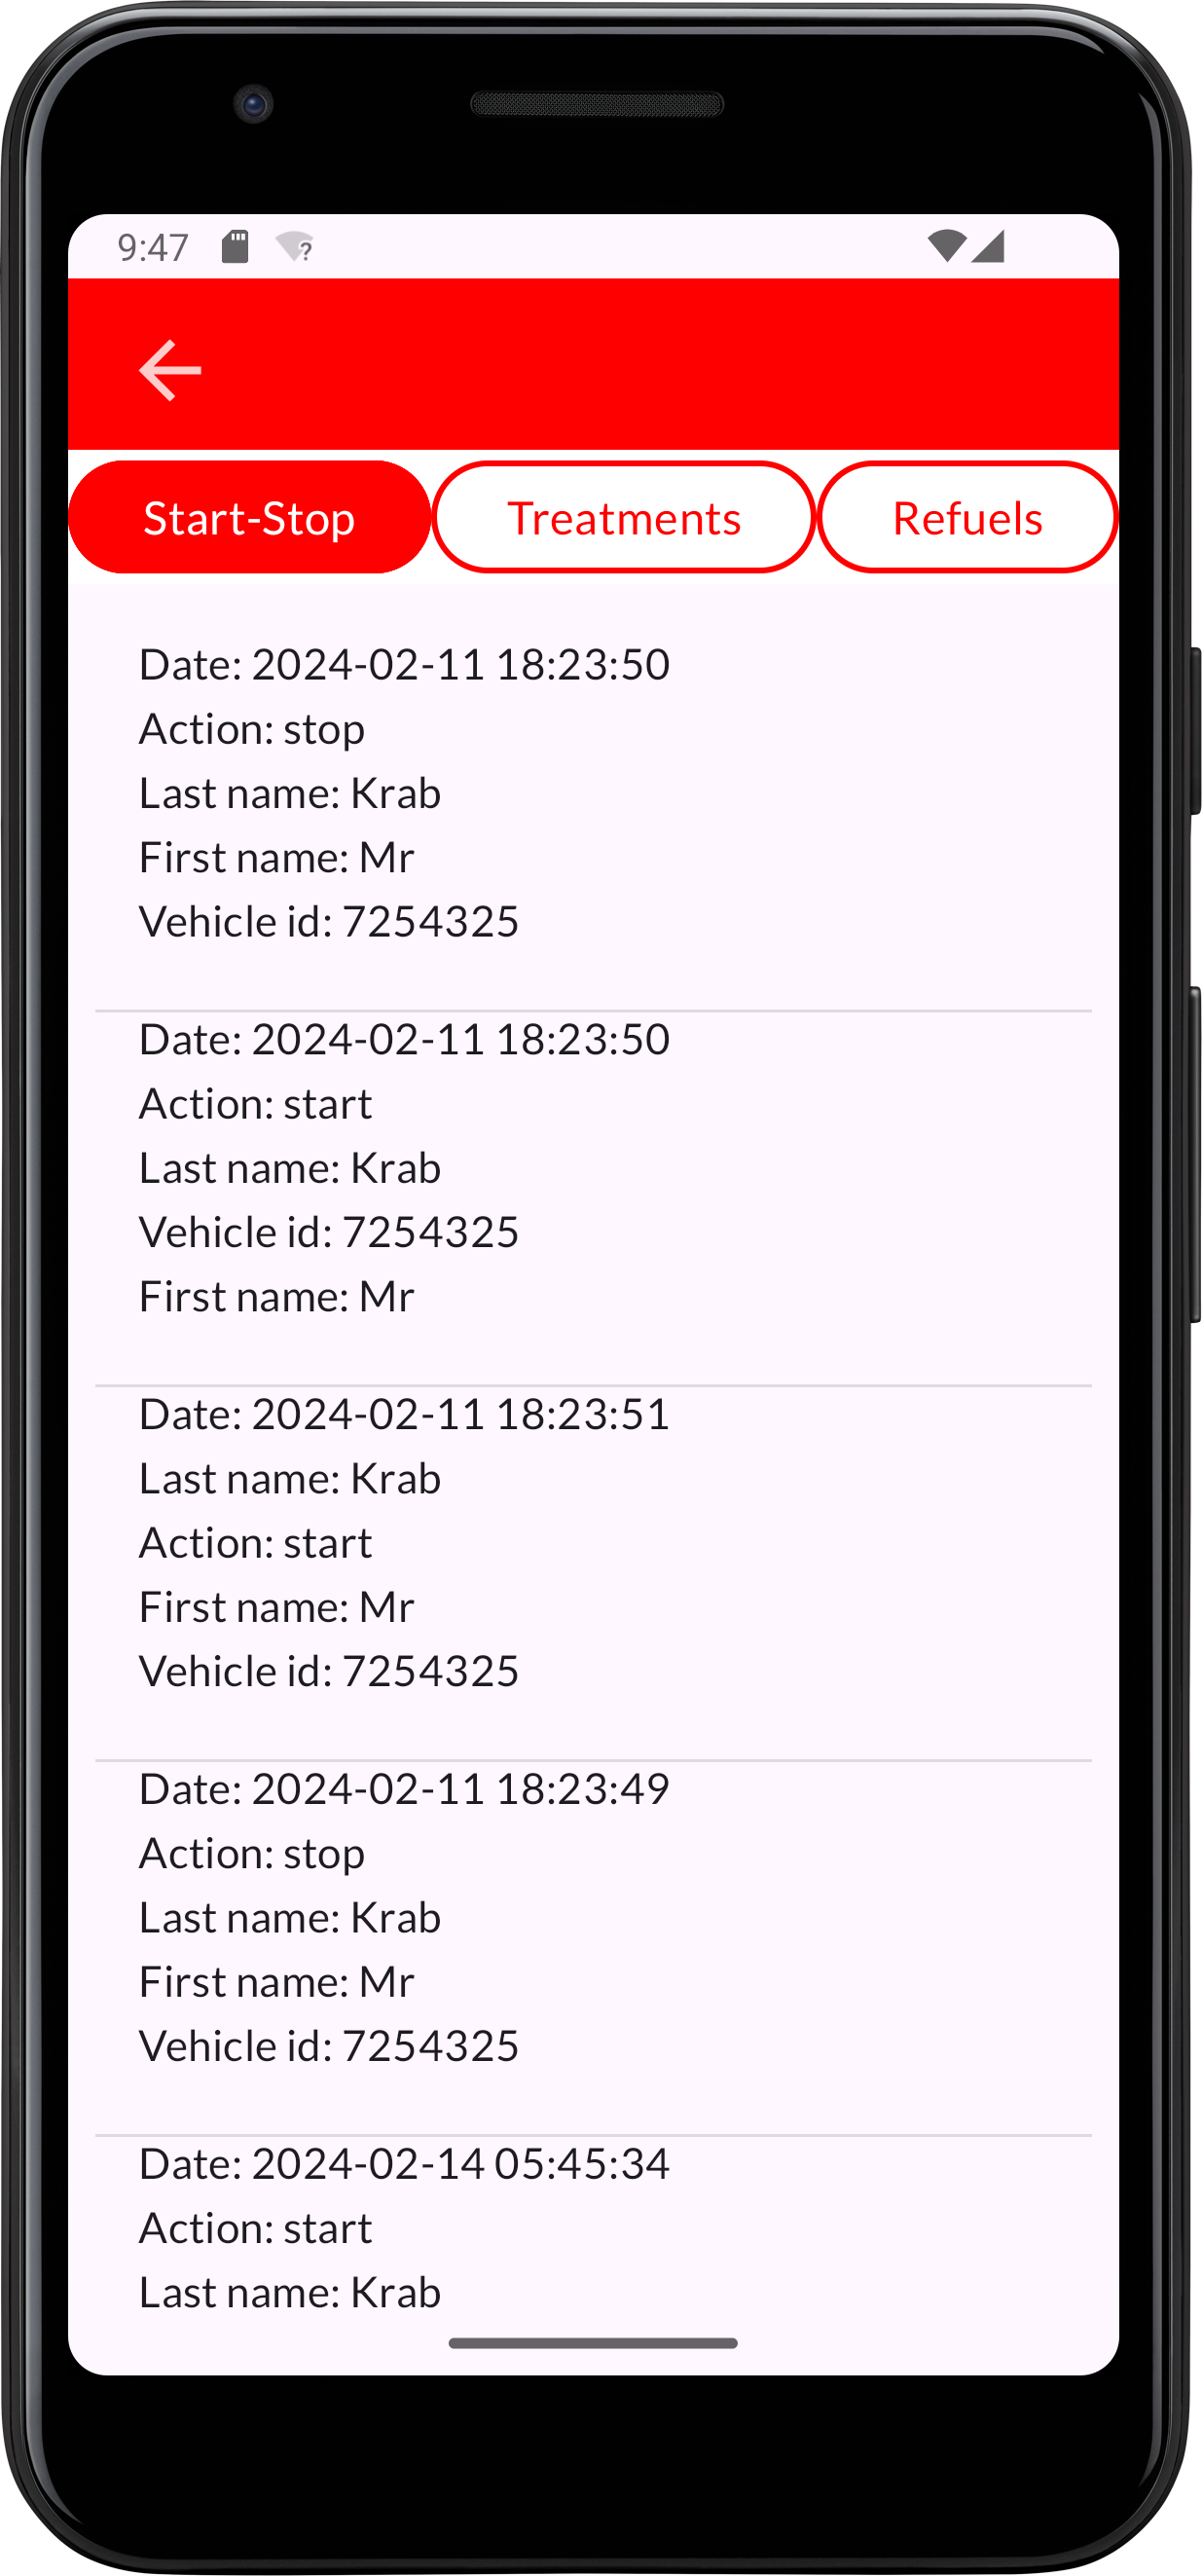 9:47
Start-Stop Treatments Refuels
Date: 2024-02-11 18:23:50
Action: stop
Last name: Krab
First name: Mr
Vehicle id: 7254325
Date: 2024-02-11 18:23:50
Action: start
Last name: Krab
Vehicle id: 7254325
First name: Mr
Date: 2024-02-11 18:23:51
Last name: Krab
Action: start
First name: Mr
Vehicle id: 7254325
Date: 2024-02-11 18:23:49
Action: stop
Last name: Krab
First name: Mr
Vehicle id: 7254325
Date: 2024-02-14 05:45:34
Action: start
Last name: Krab